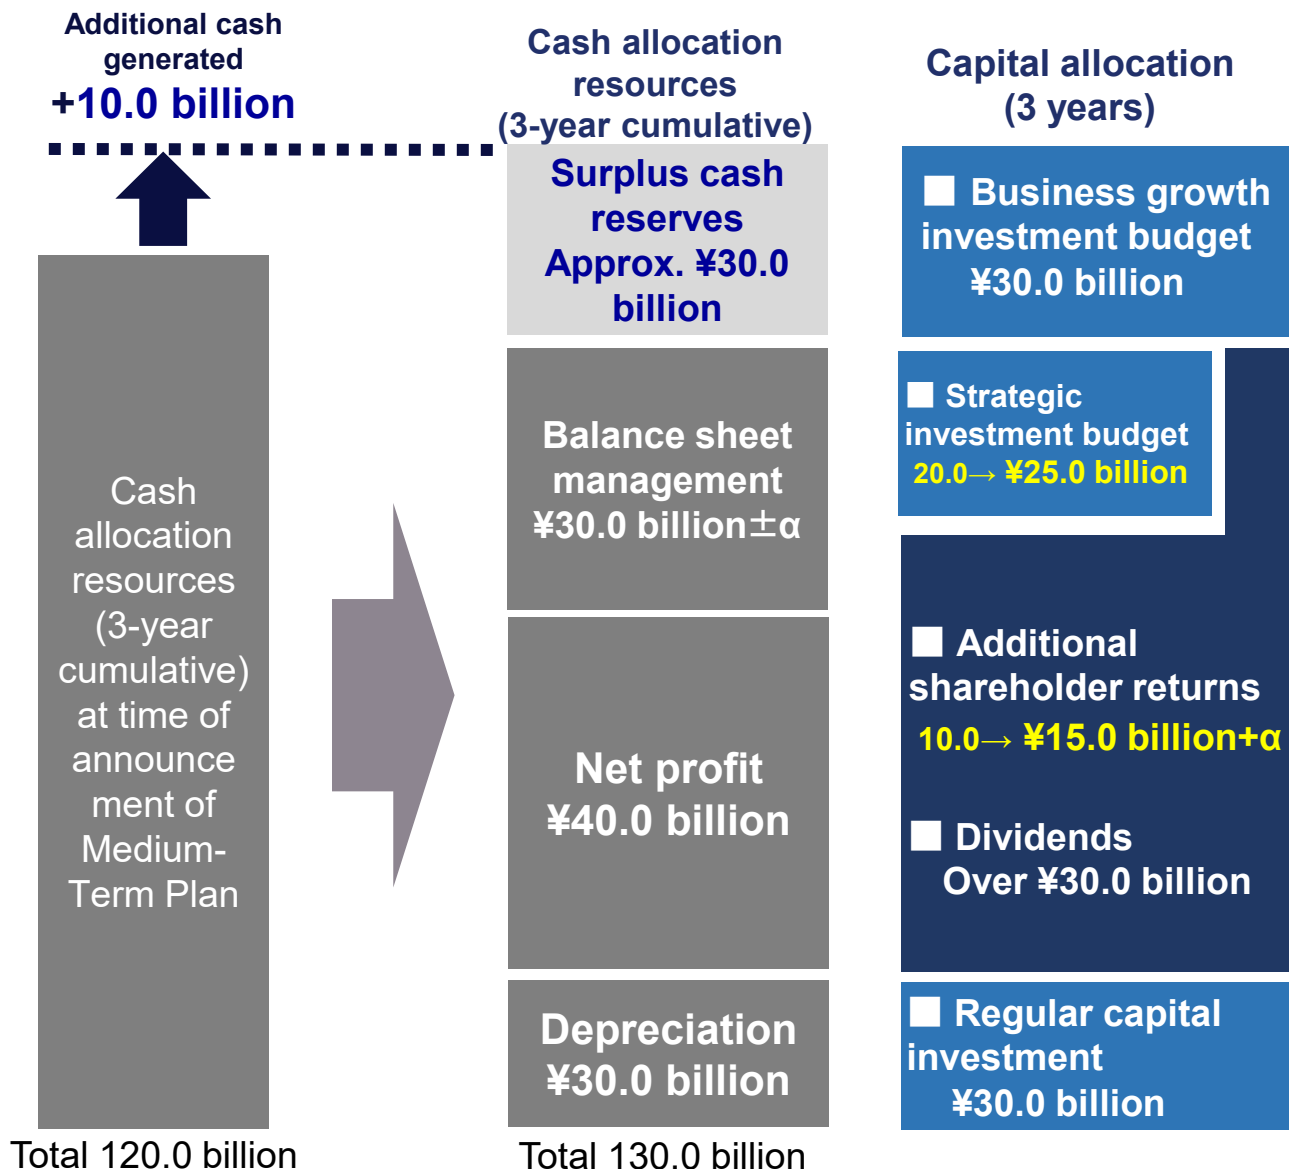 Additional cash
generated
+10.0 billion
Cash
allocation
resources
(3-year
cumulative)
at time of
announce
ment of
Medium-
Term Plan
Total 120.0 billion
Cash allocation
resources
(3-year cumulative)
Surplus cash
reserves
Approx. ¥30.0
billion
Balance sheet
management
¥30.0 billion±α
Net profit
¥40.0 billion
Depreciation
¥30.0 billion
Total 130.0 billion
Capital allocation
(3 years)
■ Business growth
investment budget
¥30.0 billion
■ Strategic
investment budget
20.0→ ¥25.0 billion
■ Additional
shareholder returns
10.0→ ¥15.0 billion+α
■ Dividends
Over ¥30.0 billion
■ Regular capital
investment
¥30.0 billion